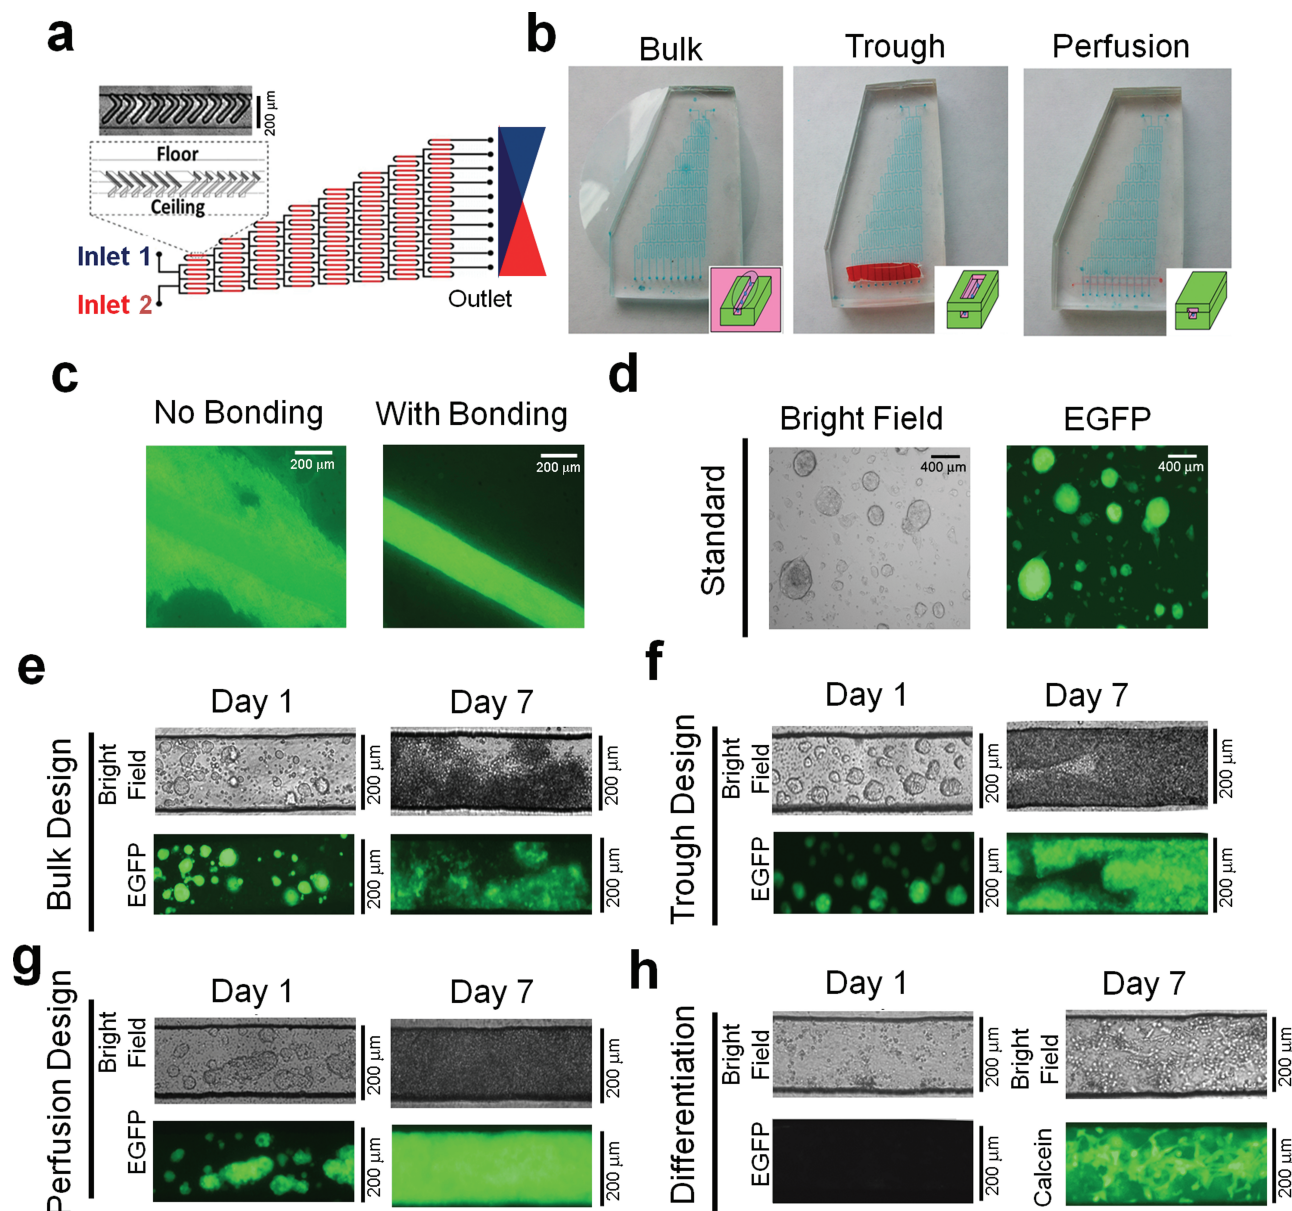 a
200 μm
Floor
Ceiling
Inlet 1
Inlet 2
Outlet
b
Bulk
Trough
Perfusion
c
No Bonding
200 μm
With Bonding
200 μm
d
Bright Field
EGFP
Standard
400 μm
400 μm
e
Day 1
Day 7
Bulk Design
Bright
Field
200 μm
200 μm
EGFP
200 μm
200 μm
f
Day 1
Day 7
Trough Design
Bright
Field
200 μm
200 μm
EGFP
200 μm
200 μm
g
Day 1
Day 7
Perfusion Design
Bright
Field
200 μm
200 μm
EGFP
200 μm
200 μm
h
Day 1
Day 7
Differentiation
Bright
Field
200 μm
Bright
Field
200 μm
EGFP
200 μm
Calcein
200 μm